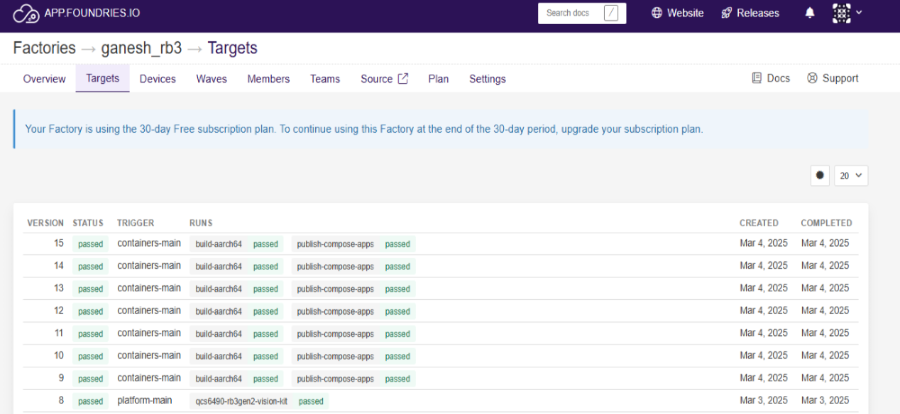 APP.FOUNDRIES.IO Search docs / Website Releases
Factories → ganesh_rb3 → Targets
Overview Targets Devices Waves Members Teams Source Plan Settings Docs Support
Your Factory is using the 30-day Free subscription plan. To continue using this Factory at the end of the 30-day period, upgrade your subscription plan.
20
VERSION STATUS TRIGGER RUNS CREATED COMPLETED
15 passed containers-main build-aarch64 passed publish-compose-apps passed Mar 4, 2025 Mar 4, 2025
14 passed containers-main build-aarch64 passed publish-compose-apps passed Mar 4, 2025 Mar 4, 2025
13 passed containers-main build-aarch64 passed publish-compose-apps passed Mar 4, 2025 Mar 4, 2025
12 passed containers-main build-aarch64 passed publish-compose-apps passed Mar 4, 2025 Mar 4, 2025
11 passed containers-main build-aarch64 passed publish-compose-apps passed Mar 4, 2025 Mar 4, 2025
10 passed containers-main build-aarch64 passed publish-compose-apps passed Mar 4, 2025 Mar 4, 2025
9 passed containers-main build-aarch64 passed publish-compose-apps passed Mar 4, 2025 Mar 4, 2025
8 passed platform-main qcs6490-rb3gen2-vision-kit passed Mar 3, 2025 Mar 3, 2025